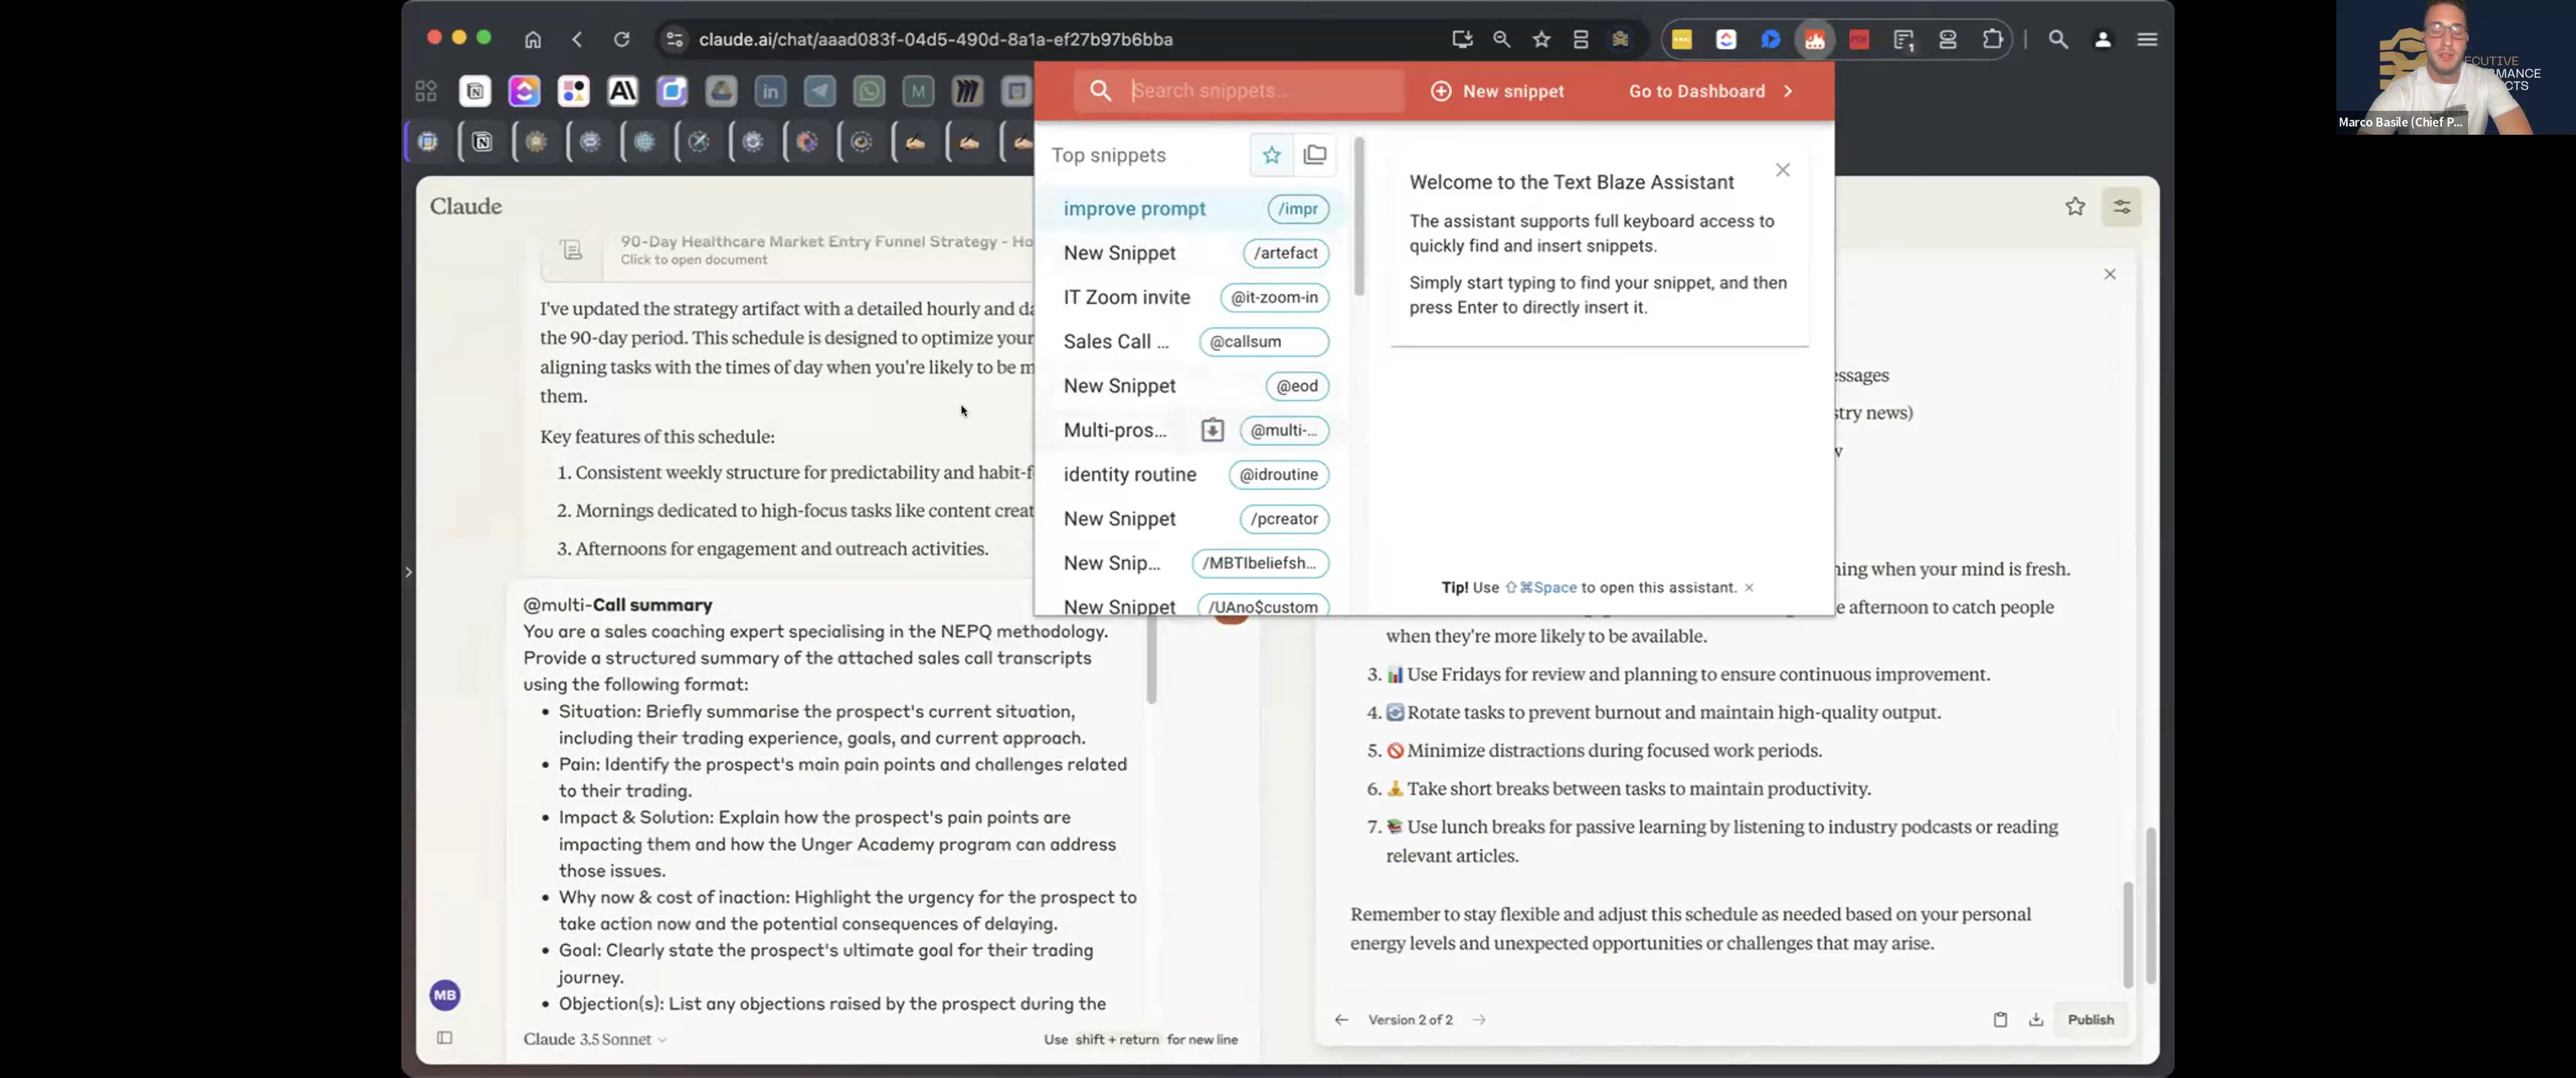 claude.ai/chat/aaad083f-04d5-490d-8a1a-ef27b97b6bba
Search snippets...
New snippet
Go to Dashboard
Top snippets
improve prompt /impr
New Snippet /artefact
IT Zoom invite @it-zoom-in
Sales Call ... @callsum
New Snippet @eod
Multi-pros... @multi-...
identity routine @idroutine
New Snippet /pcreator
New Snip... /MBTIbeliefsh...
New Snippet /UAno$custom
Welcome to the Text Blaze Assistant
The assistant supports full keyboard access to
quickly find and insert snippets.
Simply start typing to find your snippet, and then
press Enter to directly insert it.
Tip! Use ⇧⌘Space to open this assistant.
Claude
90-Day Healthcare Market Entry Funnel Strategy - Ho
Click to open document
I've updated the strategy artifact with a detailed hourly and da
the 90-day period. This schedule is designed to optimize your
aligning tasks with the times of day when you're likely to be m
them.
Key features of this schedule:
1. Consistent weekly structure for predictability and habit-f
2. Mornings dedicated to high-focus tasks like content creat
3. Afternoons for engagement and outreach activities.
@multi-Call summary
You are a sales coaching expert specialising in the NEPQ methodology.
Provide a structured summary of the attached sales call transcripts
using the following format:
• Situation: Briefly summarise the prospect's current situation,
including their trading experience, goals, and current approach.
• Pain: Identify the prospect's main pain points and challenges related
to their trading.
• Impact & Solution: Explain how the prospect's pain points are
impacting them and how the Unger Academy program can address
those issues.
• Why now & cost of inaction: Highlight the urgency for the prospect to
take action now and the potential consequences of delaying.
• Goal: Clearly state the prospect's ultimate goal for their trading
journey.
• Objection(s): List any objections raised by the prospect during the
MB
Claude 3.5 Sonnet
Use shift + return for new line
essages
stry news)
w
ning when your mind is fresh.
e afternoon to catch people
when they're more likely to be available.
3. 📊 Use Fridays for review and planning to ensure continuous improvement.
4. 🔄 Rotate tasks to prevent burnout and maintain high-quality output.
5. 🚫 Minimize distractions during focused work periods.
6. 🧘 Take short breaks between tasks to maintain productivity.
7. 📚 Use lunch breaks for passive learning by listening to industry podcasts or reading
relevant articles.
Remember to stay flexible and adjust this schedule as needed based on your personal
energy levels and unexpected opportunities or challenges that may arise.
Version 2 of 2
Publish
ECUTIVE
RMANCE
CTS
Marco Basile (Chief P...